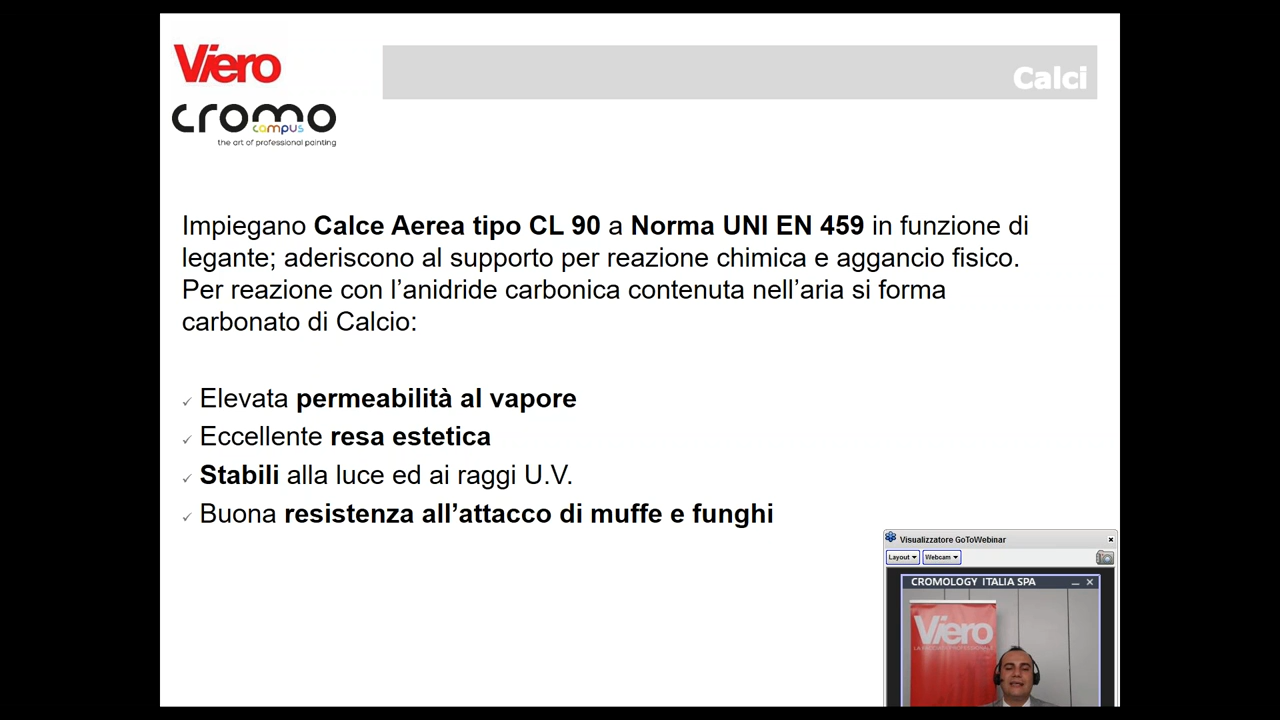 Viero
cromo
campus
the art of professional painting
Calci
Impiegano Calce Aerea tipo CL 90 a Norma UNI EN 459 in funzione di
legante; aderiscono al supporto per reazione chimica e aggancio fisico.
Per reazione con l’anidride carbonica contenuta nell’aria si forma
carbonato di Calcio:
✓ Elevata permeabilità al vapore
✓ Eccellente resa estetica
✓ Stabili alla luce ed ai raggi U.V.
✓ Buona resistenza all’attacco di muffe e funghi
Visualizzatore GoToWebinar
Layout
Webcam
CROMOLOGY ITALIA SPA
Viero